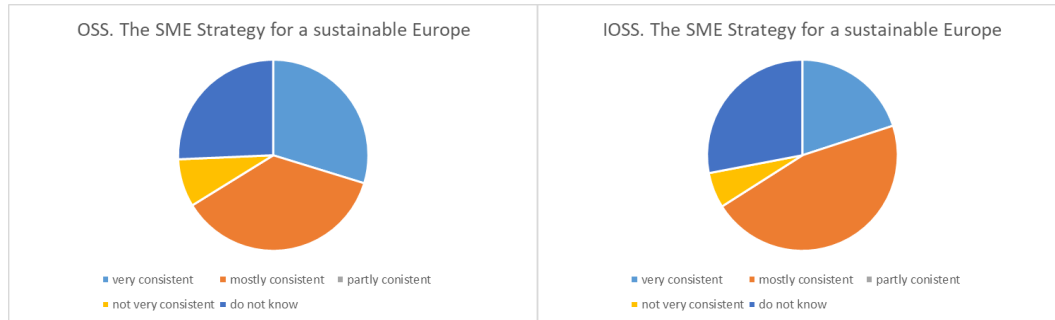 OSS. The SME Strategy for a sustainable Europe
very consistent mostly consistent partly conistent
not very consistent do not know
IOSS. The SME Strategy for a sustainable Europe
very consistent mostly consistent partly conistent
not very consistent do not know